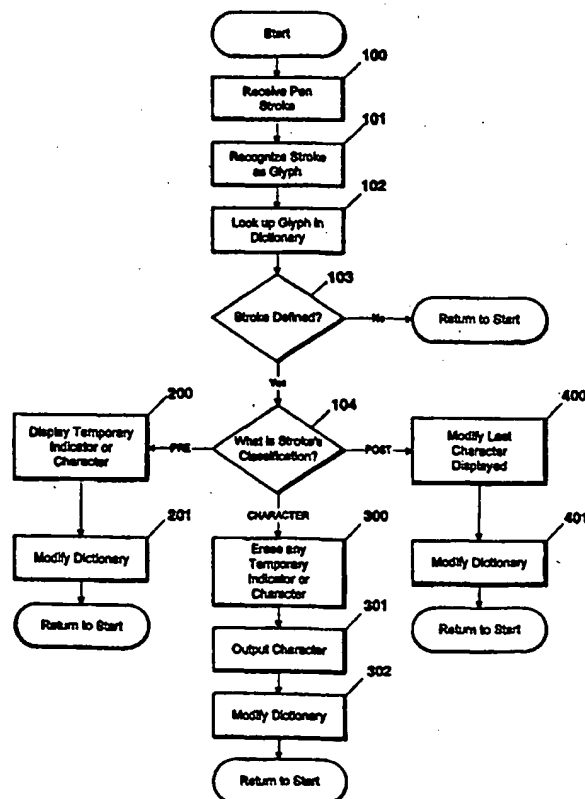 Start
100
Receive Pen
Stroke
101
Recognize Stroke
as Glyph
102
Look up Glyph in
Dictionary
103
Stroke Defined?
No
Return to Start
Yes
104
What is Stroke's
Classification?
PRE
POST
CHARACTER
200
Display Temporary
Indicator or
Character
201
Modify Dictionary
Return to Start
300
Erase any
Temporary
Indicator or
Character
301
Output Character
302
Modify Dictionary
Return to Start
400
Modify Last
Character
Displayed
401
Modify Dictionary
Return to Start